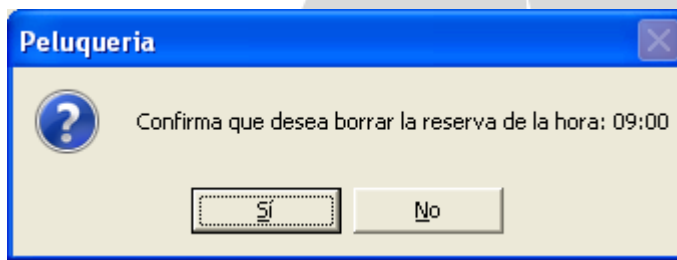 Peluqueria
Confirma que desea borrar la reserva de la hora: 09:00
Sí
No